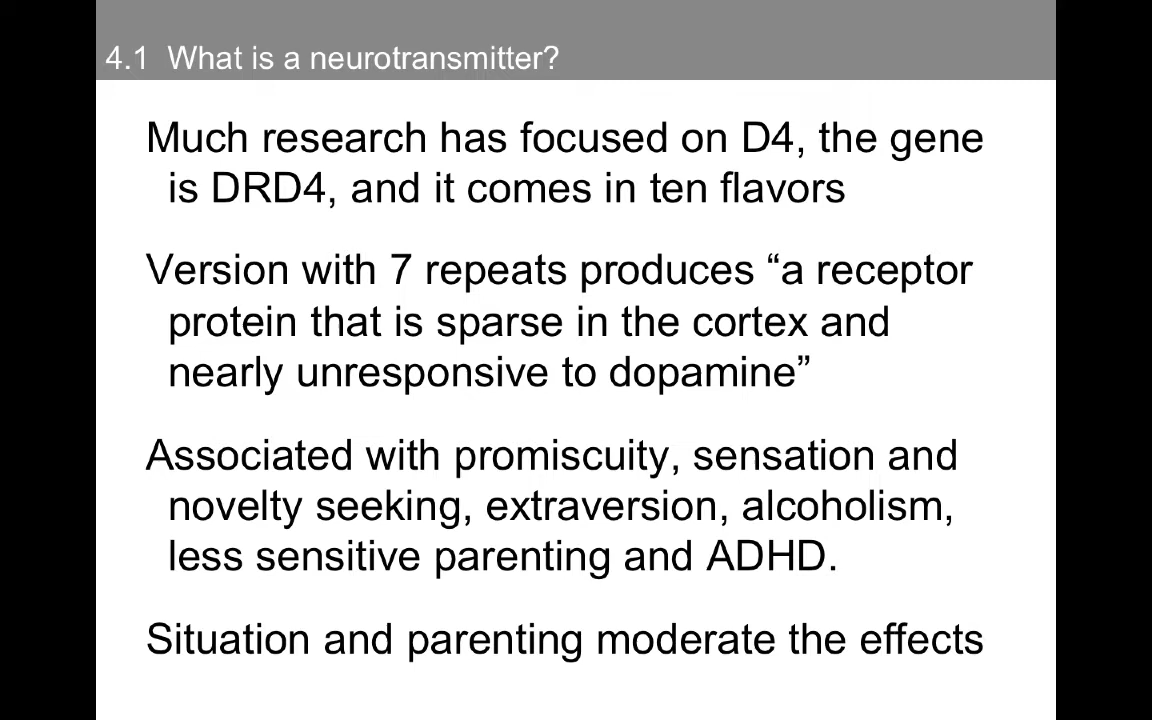 4.1 What is a neurotransmitter?
Much research has focused on D4, the gene
is DRD4, and it comes in ten flavors
Version with 7 repeats produces “a receptor
protein that is sparse in the cortex and
nearly unresponsive to dopamine”
Associated with promiscuity, sensation and
novelty seeking, extraversion, alcoholism,
less sensitive parenting and ADHD.
Situation and parenting moderate the effects